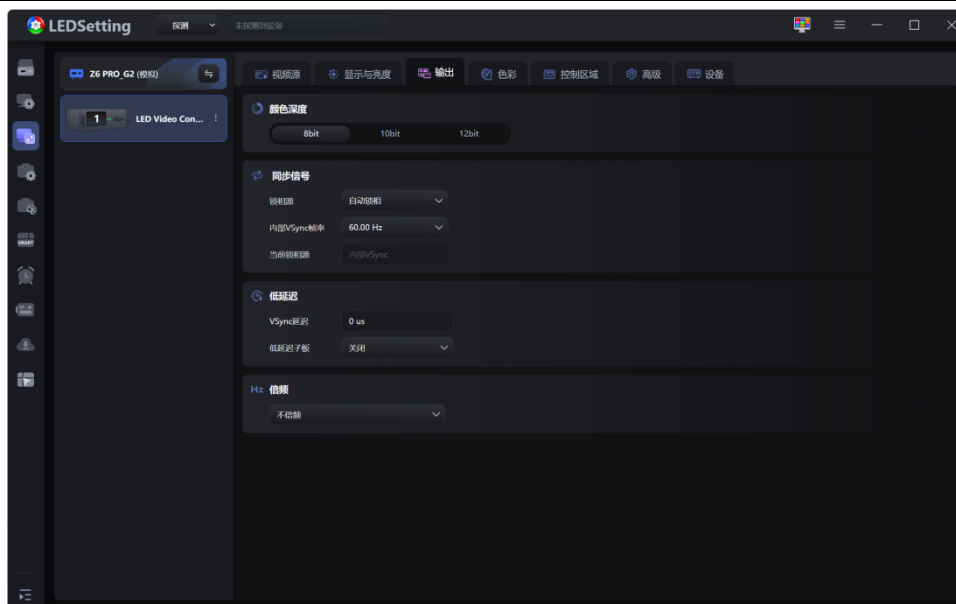 LEDSetting 探测 未探测到设备
Z6 PRO_G2 (模拟)
1 LED Video Con...
视频源 显示与亮度 输出 色彩 控制区域 高级 设备
颜色深度
8bit 10bit 12bit
同步信号
锁相源 自动锁相
内部VSync帧率 60.00 Hz
当前锁相源 内部VSync
低延迟
VSync延迟 0 us
低延迟子板 关闭
Hz 倍频
不倍频
SMART